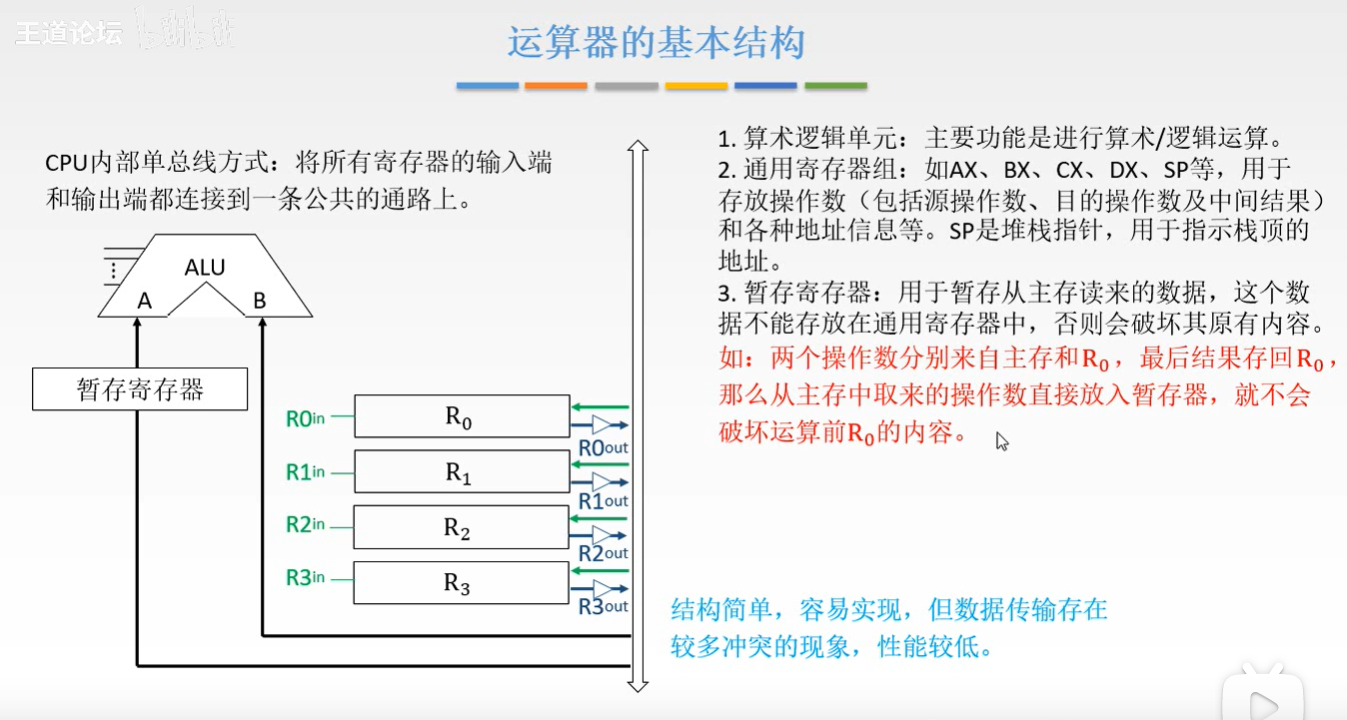 王道论坛 bilibili
运算器的基本结构
CPU内部单总线方式：将所有寄存器的输入端
和输出端都连接到一条公共的通路上。
ALU
A
B
暂存寄存器
R0in
R₀
R0out
R1in
R₁
R1out
R2in
R₂
R2out
R3in
R₃
R3out
1. 算术逻辑单元：主要功能是进行算术/逻辑运算。
2. 通用寄存器组：如AX、BX、CX、DX、SP等，用于
存放操作数（包括源操作数、目的操作数及中间结果）
和各种地址信息等。SP是堆栈指针，用于指示栈顶的
地址。
3. 暂存寄存器：用于暂存从主存读来的数据，这个数
据不能存放在通用寄存器中，否则会破坏其原有内容。
如：两个操作数分别来自主存和R₀，最后结果存回R₀，
那么从主存中取来的操作数直接放入暂存器，就不会
破坏运算前R₀的内容。
结构简单，容易实现，但数据传输存在
较多冲突的现象，性能较低。